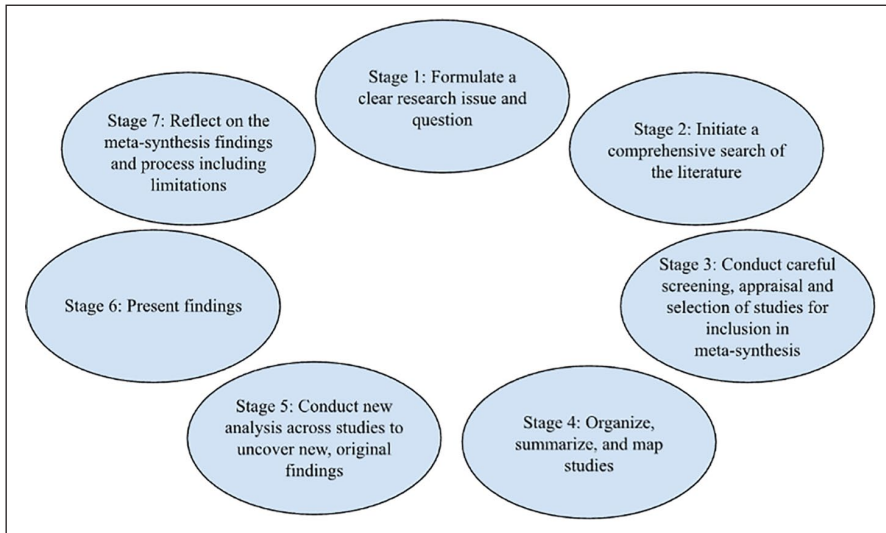 Stage 1: Formulate a
clear research issue and
question
Stage 2: Initiate a
comprehensive search of
the literature
Stage 3: Conduct careful
screening, appraisal and
selection of studies for
inclusion in
meta-synthesis
Stage 4: Organize,
summarize, and map
studies
Stage 5: Conduct new
analysis across studies to
uncover new, original
findings
Stage 6: Present findings
Stage 7: Reflect on the
meta-synthesis findings
and process including
limitations